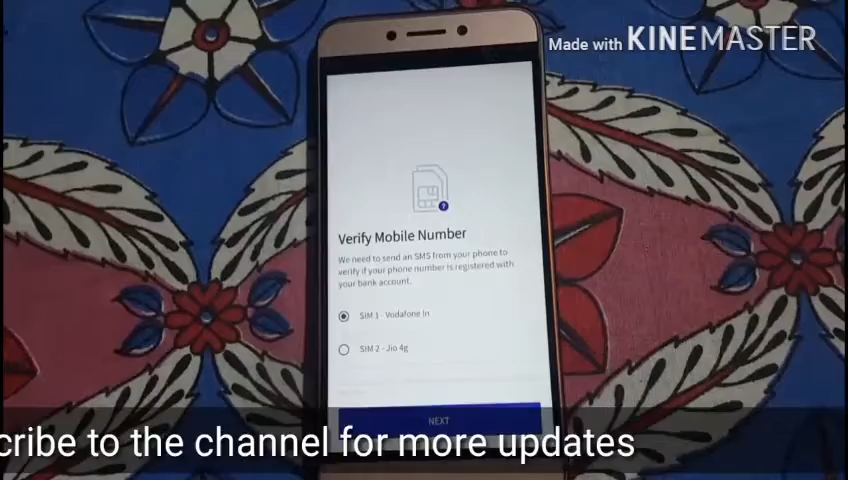 Made with KINEMASTER
Verify Mobile Number
We need to send an SMS from your phone to
verify if your phone number is registered with
your bank account.
SIM 1 - Vodafone In
SIM 2 - Jio 4g
NEXT
cribe to the channel for more updates